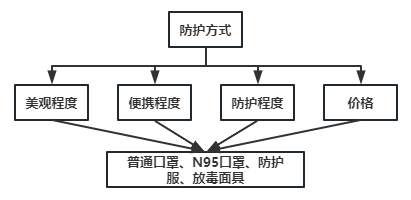 防护方式
美观程度
便携程度
防护程度
价格
普通口罩、N95口罩、防护
服、放毒面具